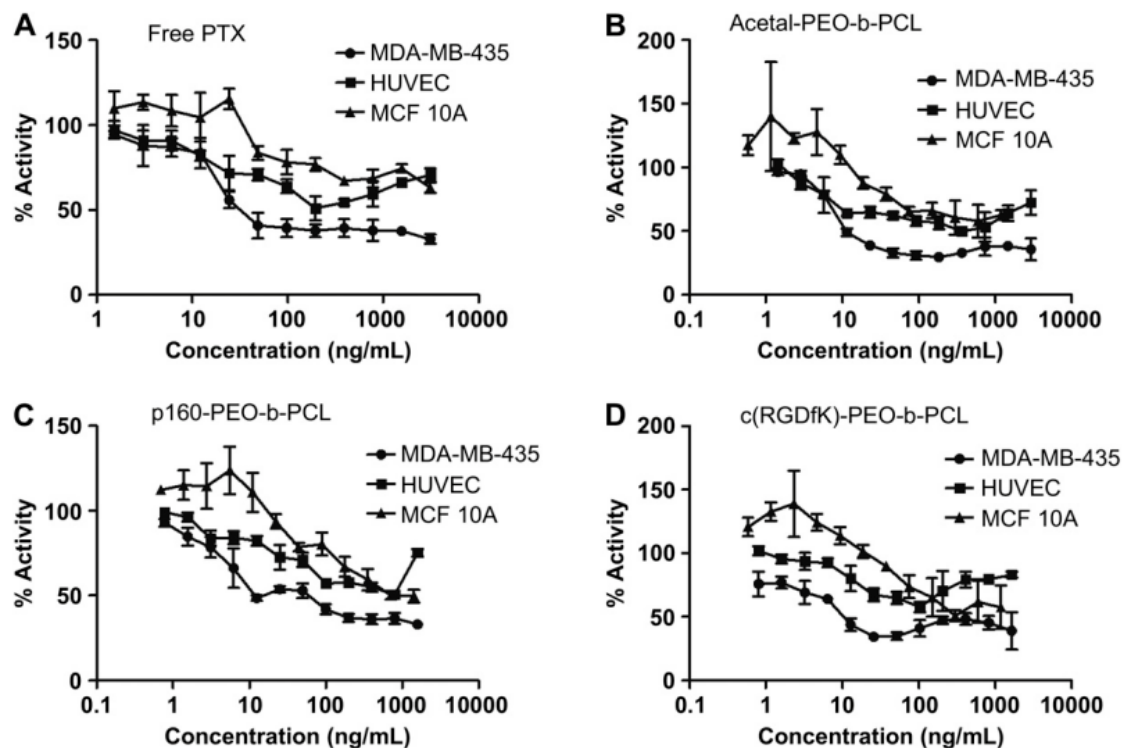 A
Free PTX
MDA-MB-435
HUVEC
MCF 10A
150
100
50
0
% Activity
1
10
100
1000
10000
Concentration (ng/mL)
B
Acetal-PEO-b-PCL
MDA-MB-435
HUVEC
MCF 10A
200
150
100
50
0
% Activity
0.1
1
10
100
1000
10000
Concentration (ng/mL)
C
p160-PEO-b-PCL
MDA-MB-435
HUVEC
MCF 10A
150
100
50
0
% Activity
0.1
1
10
100
1000
10000
Concentration (ng/mL)
D
c(RGDfK)-PEO-b-PCL
MDA-MB-435
HUVEC
MCF 10A
200
150
100
50
0
% Activity
0.1
1
10
100
1000
10000
Concentration (ng/mL)